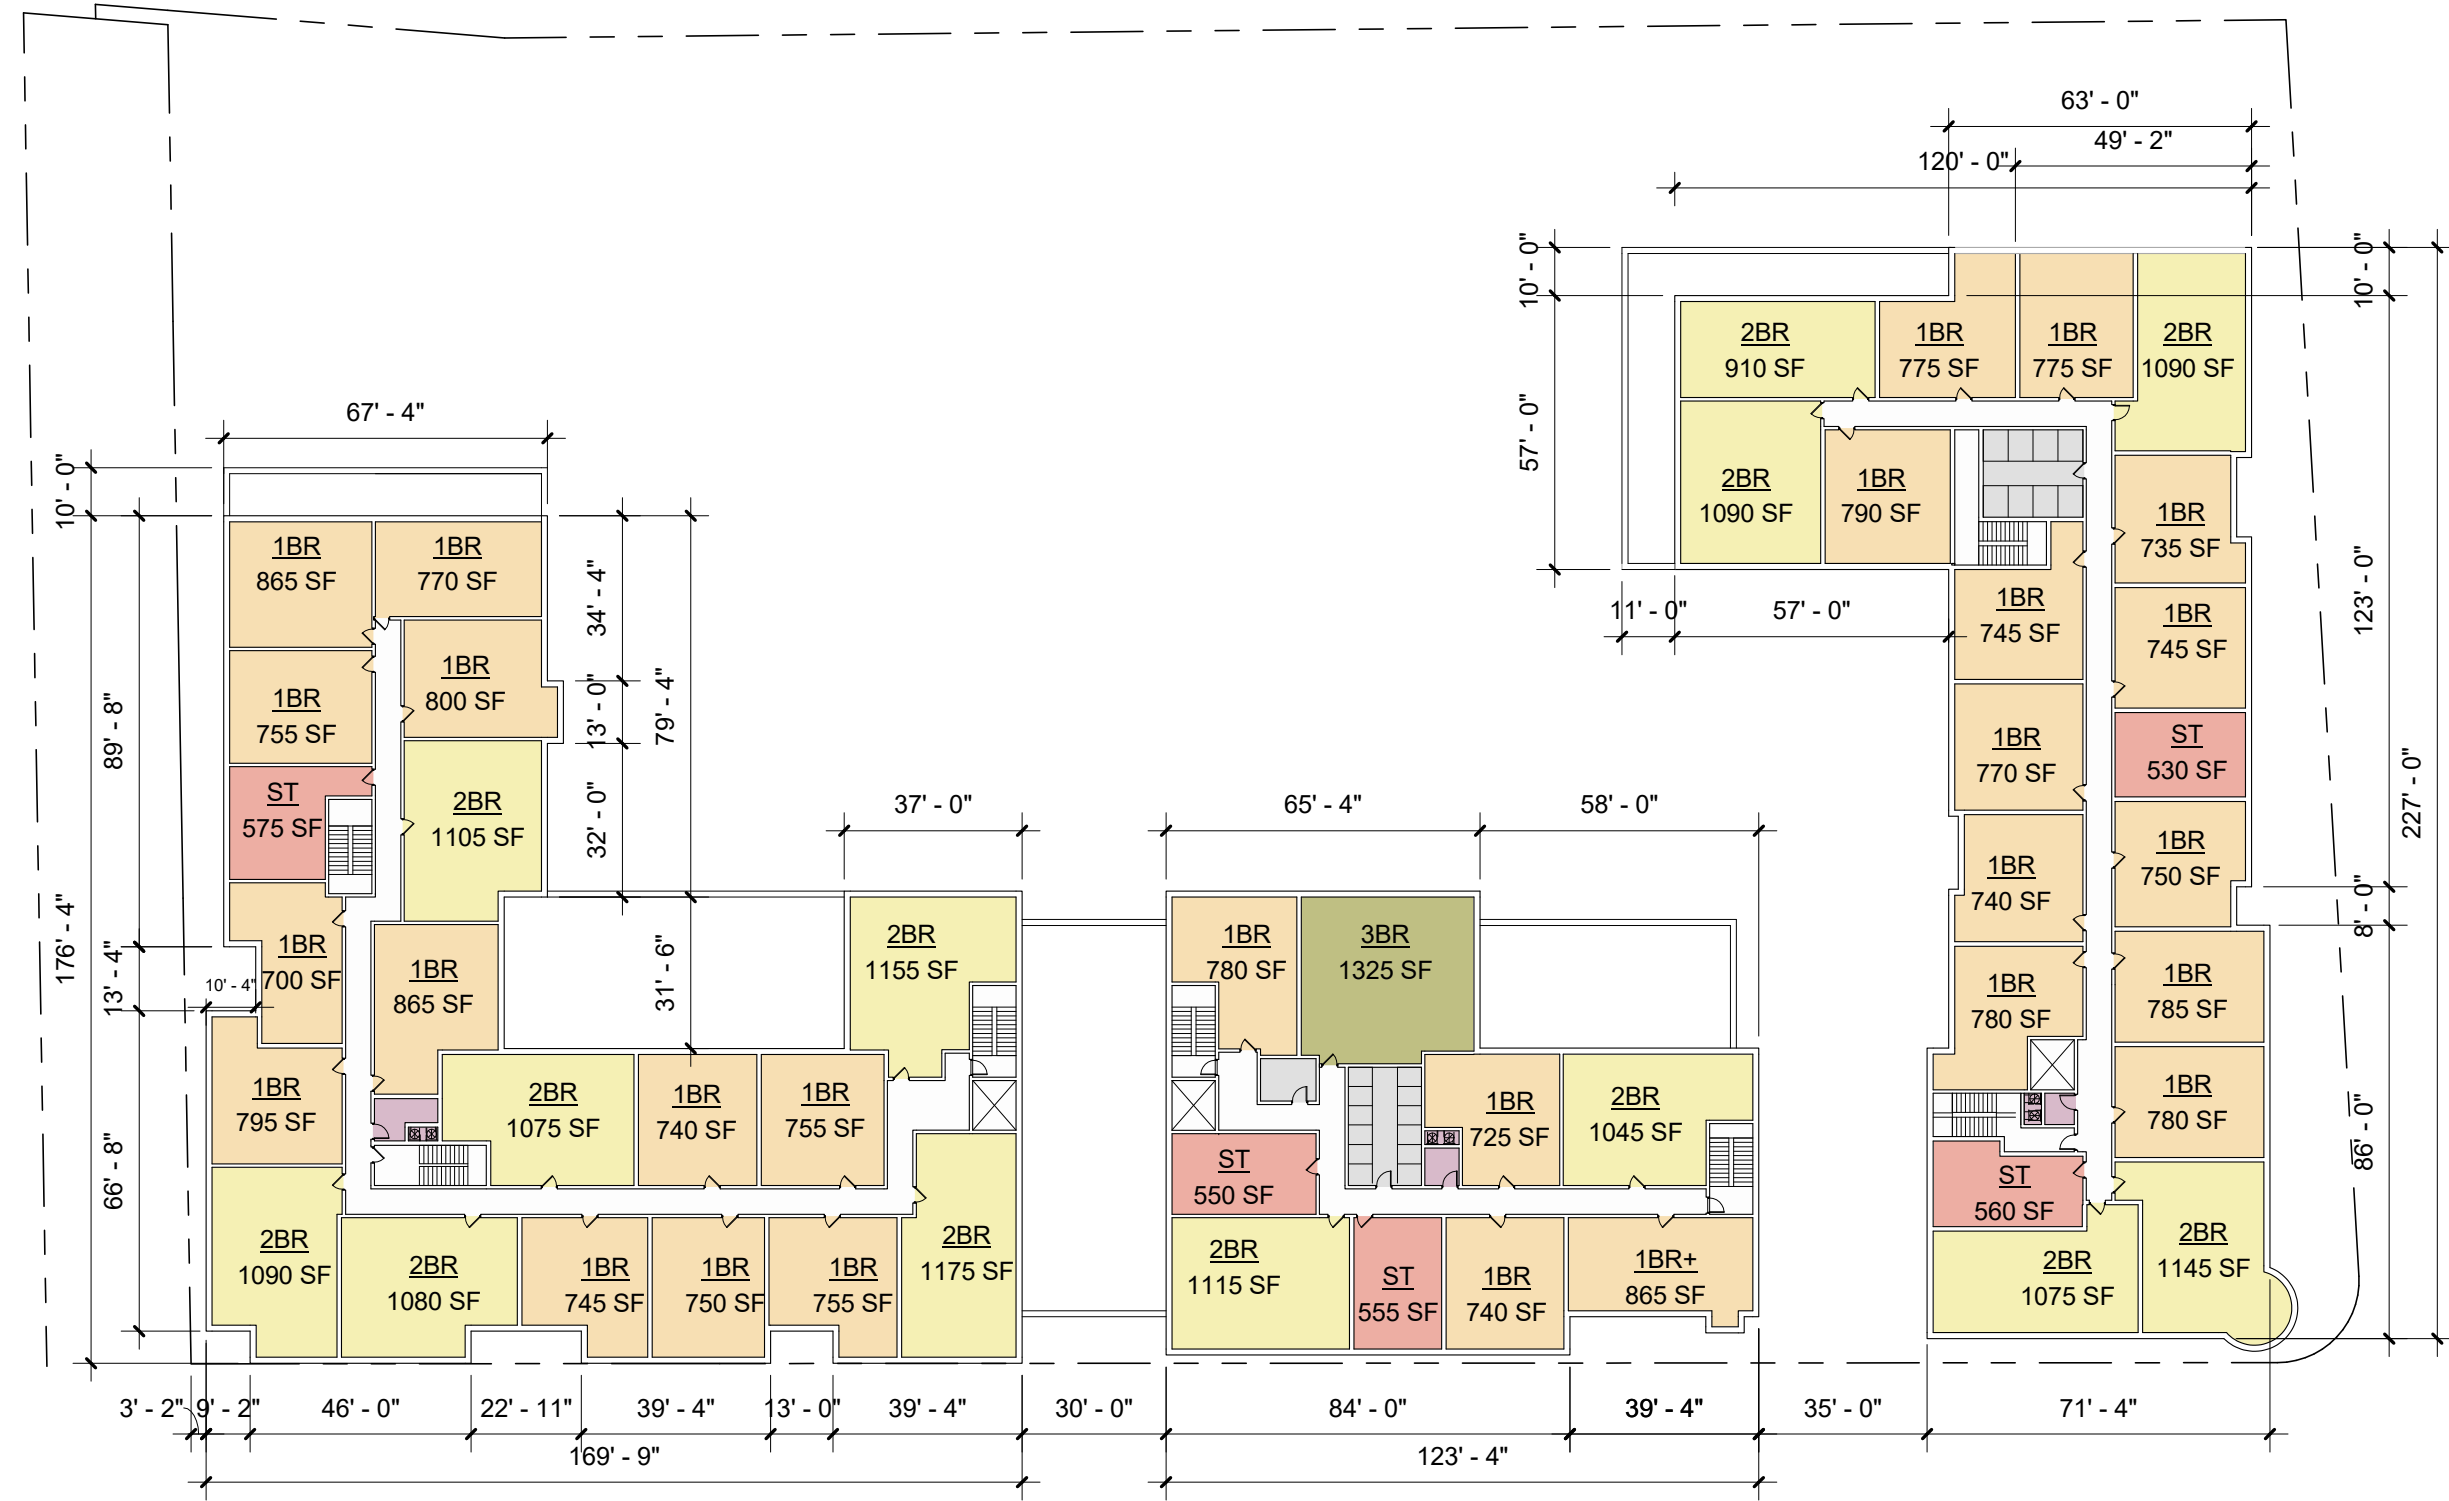 63' - 0"
49' - 2"
120' - 0"
10' - 0"
10' - 0"
2BR
910 SF
1BR
775 SF
1BR
775 SF
2BR
1090 SF
57' - 0"
2BR
1090 SF
1BR
790 SF
1BR
735 SF
11' - 0"
57' - 0"
1BR
745 SF
1BR
745 SF
123' - 0"
1BR
770 SF
ST
530 SF
227' - 0"
1BR
740 SF
1BR
750 SF
8' - 0"
1BR
780 SF
1BR
785 SF
1BR
780 SF
86' - 0"
ST
560 SF
2BR
1075 SF
2BR
1145 SF
67' - 4"
10' - 0"
1BR
865 SF
1BR
770 SF
34' - 4"
1BR
755 SF
1BR
800 SF
13' - 0"
79' - 4"
89' - 8"
ST
575 SF
2BR
1105 SF
32' - 0"
176' - 4"
13' - 4"
10' - 4"
1BR
700 SF
1BR
865 SF
31' - 6"
37' - 0"
2BR
1155 SF
1BR
795 SF
2BR
1075 SF
1BR
740 SF
1BR
755 SF
66' - 8"
2BR
1090 SF
2BR
1080 SF
1BR
745 SF
1BR
750 SF
1BR
755 SF
2BR
1175 SF
65' - 4"
58' - 0"
1BR
780 SF
3BR
1325 SF
1BR
725 SF
2BR
1045 SF
ST
550 SF
2BR
1115 SF
ST
555 SF
1BR
740 SF
1BR+
865 SF
3' - 2"
9' - 2"
46' - 0"
22' - 11"
39' - 4"
13' - 0"
39' - 4"
30' - 0"
84' - 0"
39' - 4"
35' - 0"
71' - 4"
169' - 9"
123' - 4"